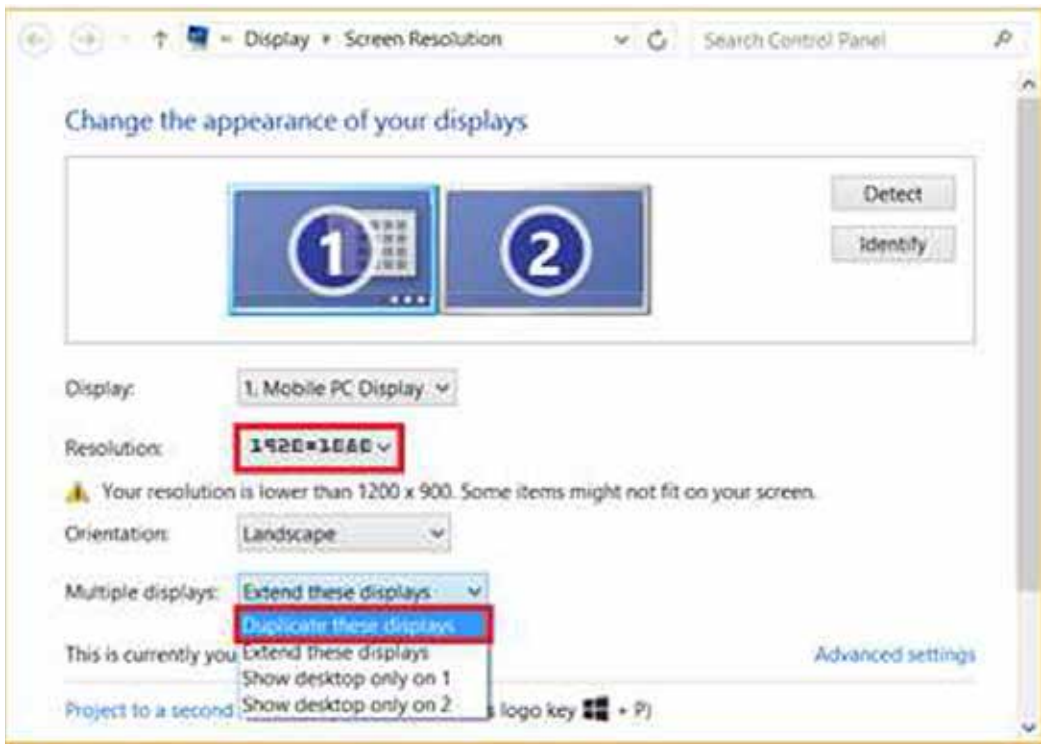 Display ▸ Screen Resolution
Search Control Panel
Change the appearance of your displays
1
2
Detect
Identify
Display: 1. Mobile PC Display
Resolution: 1920*1080
Your resolution is lower than 1200 x 900. Some items might not fit on your screen.
Orientation: Landscape
Multiple displays: Extend these displays
Duplicate these displays
This is currently you
Extend these displays
Advanced settings
Show desktop only on 1
Show desktop only on 2
Project to a second
logo key + P)